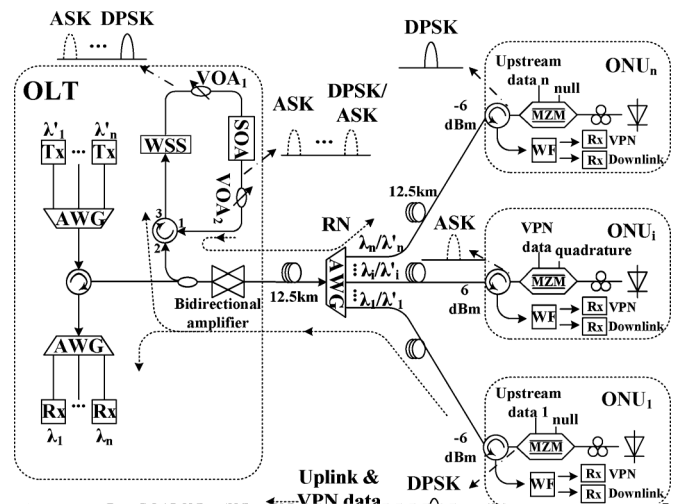 ASK DPSK
...
OLT
λ'1 λ'n
Tx ... Tx
AWG
AWG
Rx ... Rx
λ1 λn
WSS
VOA1
SOA
VOA2
3
1
2
ASK
DPSK/
ASK
...
Bidirectional
amplifier
12.5km
RN
AWG
λn/λ'n
λi/λ'i
λ1/λ'1
12.5km
DPSK
-6
dBm
Upstream
data n
null
ONUn
MZM
WF
Rx VPN
Rx Downlink
ASK
6
dBm
VPN
data
quadrature
ONUi
MZM
WF
Rx VPN
Rx Downlink
-6
dBm
Upstream
data 1
null
ONU1
MZM
WF
Rx VPN
Rx Downlink
DPSK
Uplink &
VPN data